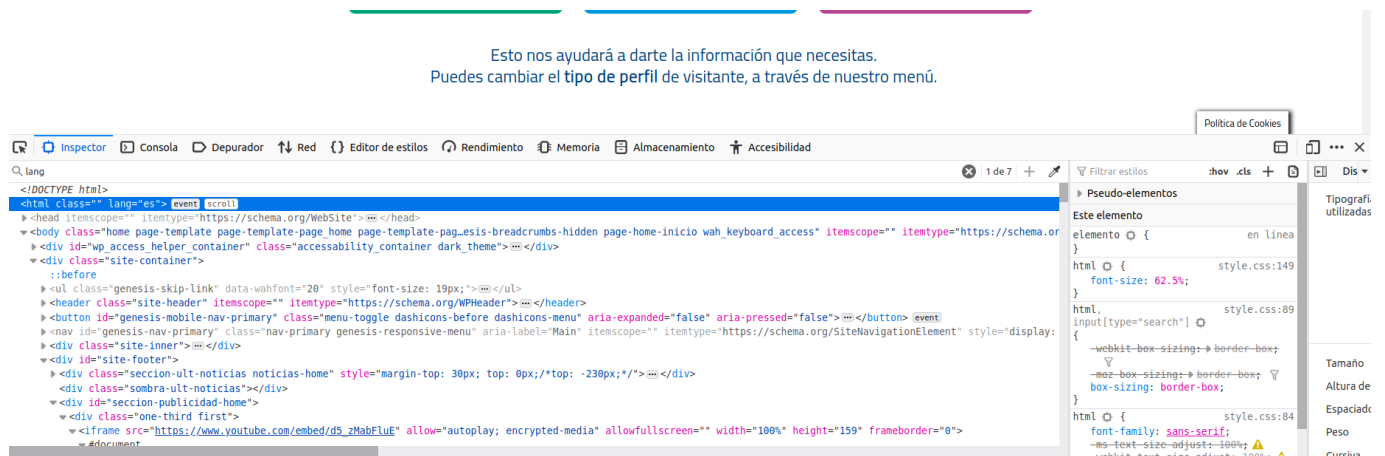 Esto nos ayudará a darte la información que necesitas.
Puedes cambiar el tipo de perfil de visitante, a través de nuestro menú.
Política de Cookies
Inspector Consola Depurador Red Editor de estilos Rendimiento Memoria Almacenamiento Accesibilidad
lang 1 de 7
Filtrar estilos :hov .cls Dis
<!DOCTYPE html>
<html class="" lang="es"> event scroll
<head itemscope="" itemtype="https://schema.org/WebSite"> </head>
<body class="home page-template page-template-page_home page-template-pag…esis-breadcrumbs-hidden page-home-inicio wah_keyboard_access" itemscope="" itemtype="https://schema.or
<div id="wp_access_helper_container" class="accessability_container dark_theme"> </div>
<div class="site-container">
::before
<ul class="genesis-skip-link" data-wahfont="20" style="font-size: 19px;"> </ul>
<header class="site-header" itemscope="" itemtype="https://schema.org/WPHeader"> </header>
<button id="genesis-mobile-nav-primary" class="menu-toggle dashicons-before dashicons-menu" aria-expanded="false" aria-pressed="false"> </button> event
<nav id="genesis-nav-primary" class="nav-primary genesis-responsive-menu" aria-label="Main" itemscope="" itemtype="https://schema.org/SiteNavigationElement" style="display:
<div class="site-inner"> </div>
<div id="site-footer">
<div class="seccion-ult-noticias noticias-home" style="margin-top: 30px; top: 0px;/*top: -230px;*/"> </div>
<div class="sombra-ult-noticias"></div>
<div id="seccion-publicidad-home">
<div class="one-third first">
<iframe src="https://www.youtube.com/embed/d5_zMabFluE" allow="autoplay; encrypted-media" allowfullscreen="" width="100%" height="159" frameborder="0">
#document
Pseudo-elementos
Este elemento
elemento { en línea
}
html { style.css:149
font-size: 62.5%;
}
html, style.css:89
input[type="search"]
{
-webkit-box-sizing: border-box;
-moz-box-sizing: border-box;
box-sizing: border-box;
}
html { style.css:84
font-family: sans-serif;
-ms-text-size-adjust: 100%;
-webkit-text-size-adjust: 100%;
Tipografía
utilizadas
Tamaño
Altura de
Espaciado
Peso
Cursiva